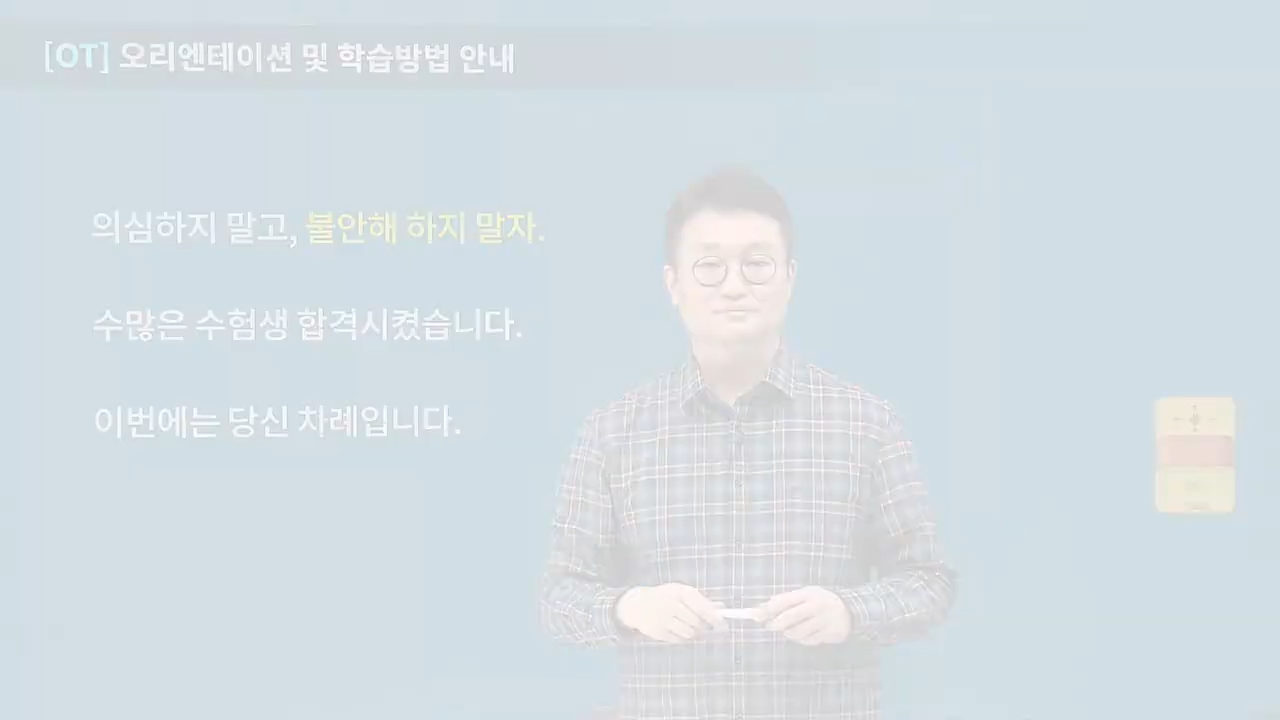 [OT] 오리엔테이션 및 학습방법 안내
의심하지 말고, 불안해 하지 말자.
수많은 수험생 합격시켰습니다.
이번에는 당신 차례입니다.